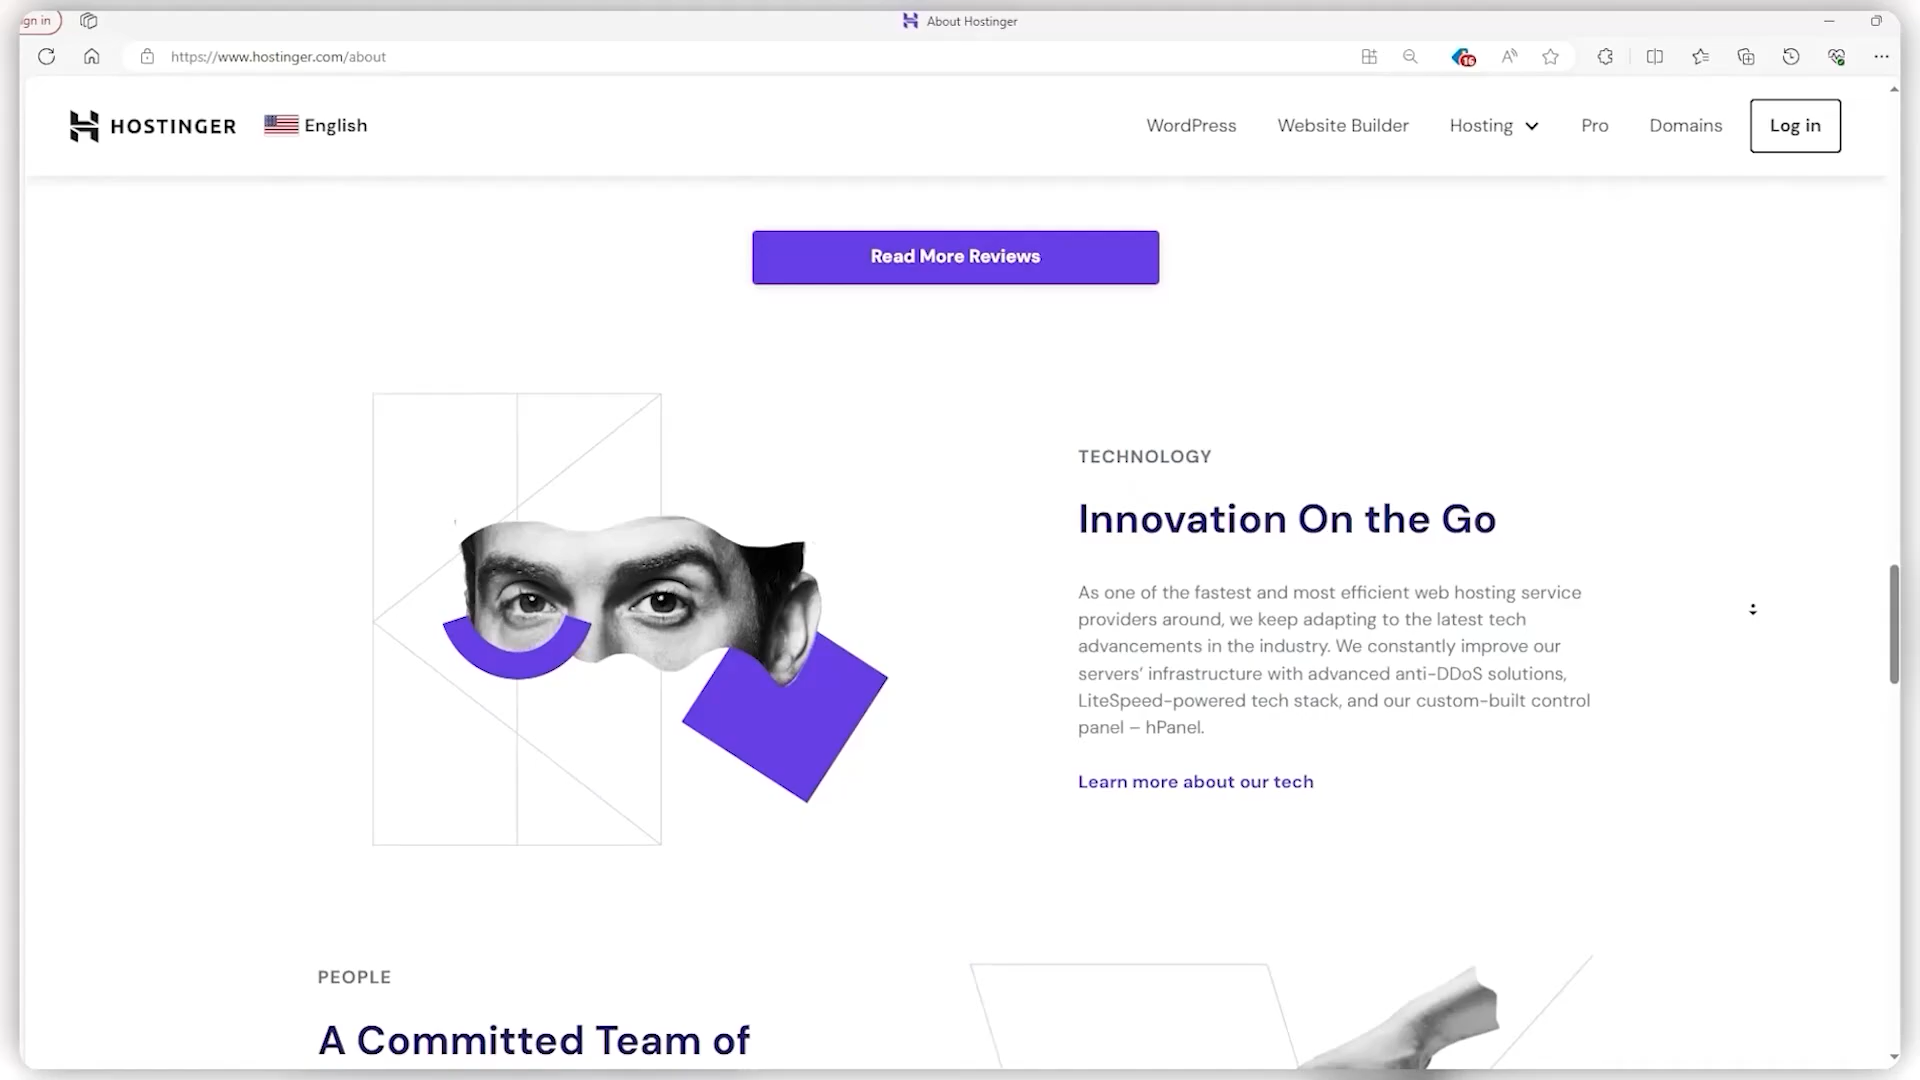 gn in
About Hostinger
https://www.hostinger.com/about
A
16
HOSTINGER
English
WordPress
Website Builder
Hosting
Pro
Domains
Log in
Read More Reviews
TECHNOLOGY
Innovation On the Go
As one of the fastest and most efficient web hosting service
providers around, we keep adapting to the latest tech
advancements in the industry. We constantly improve our
servers’ infrastructure with advanced anti-DDoS solutions,
LiteSpeed-powered tech stack, and our custom-built control
panel – hPanel.
Learn more about our tech
PEOPLE
A Committed Team of